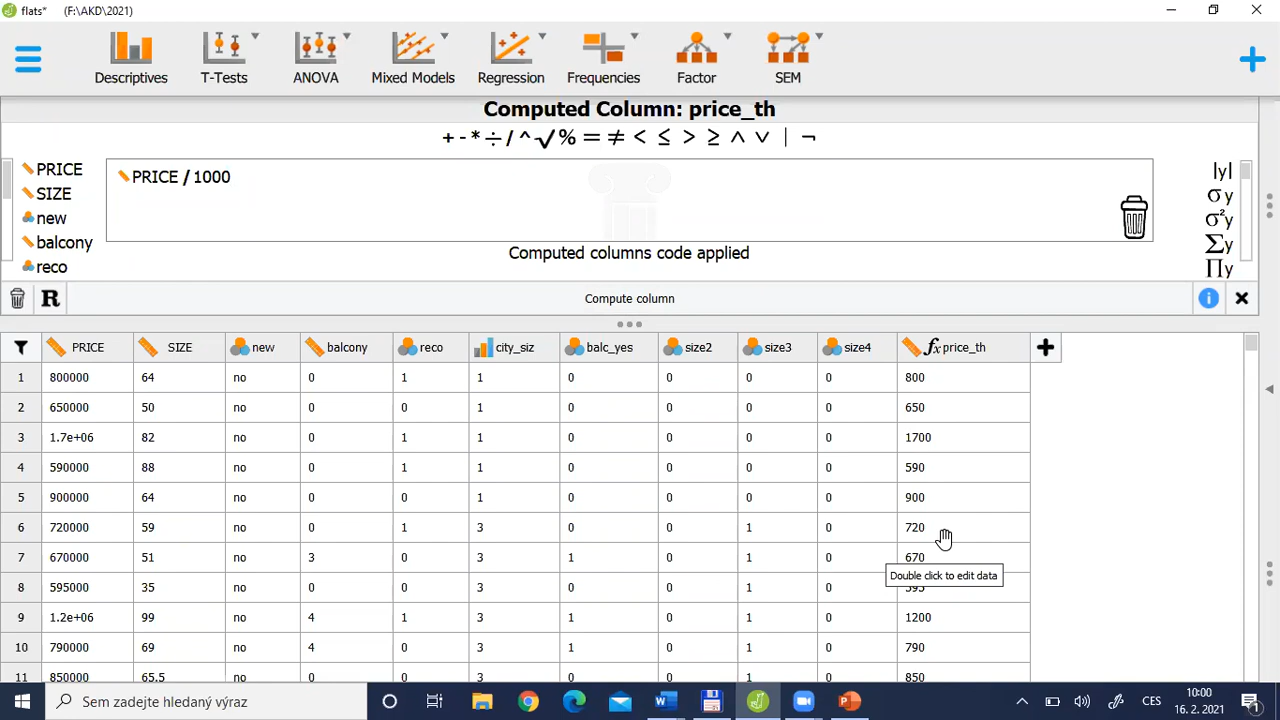 flats* (F:\AKD\2021)
Descriptives T-Tests ANOVA Mixed Models Regression Frequencies Factor SEM
Computed Column: price_th
+ - * ÷ / ^ √ % = ≠ < ≤ > ≥ ∧ ∨ | ¬
PRICE
SIZE
new
balcony
reco
PRICE / 1000
|y|
σy
σ²y
Σy
∏y
Computed columns code applied
R Compute column
PRICE SIZE new balcony reco city_siz balc_yes size2 size3 size4 fx price_th
1 800000 64 no 0 1 1 0 0 0 0 800
2 650000 50 no 0 0 1 0 0 0 0 650
3 1.7e+06 82 no 0 1 1 0 0 0 0 1700
4 590000 88 no 0 1 1 0 0 0 0 590
5 900000 64 no 0 0 1 0 0 0 0 900
6 720000 59 no 0 1 3 0 0 1 0 720
7 670000 51 no 3 0 3 1 0 1 0 670
Double click to edit data
8 595000 35 no 0 0 3 0 0 1 0 595
9 1.2e+06 99 no 4 1 3 1 0 1 0 1200
10 790000 69 no 4 0 3 1 0 1 0 790
11 850000 65.5 no 0 0 3 0 0 1 0 850
Sem zadejte hledaný výraz
CES
10:00
16. 2. 2021
1